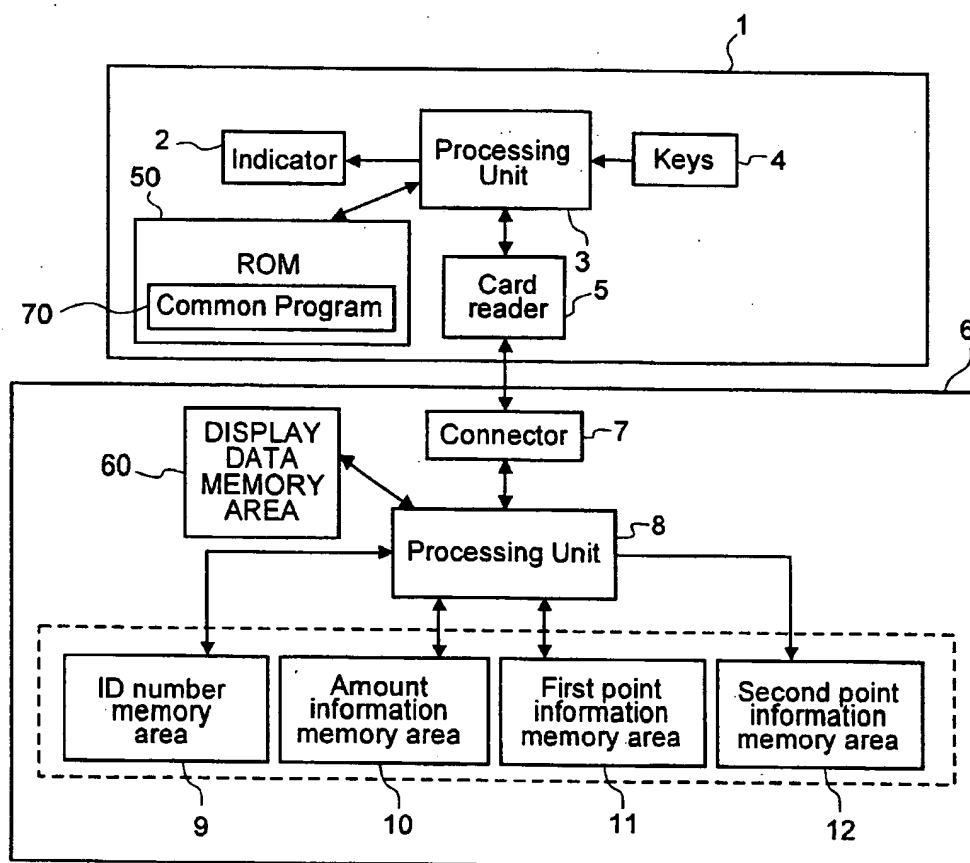 1
2
Indicator
Processing
Unit
Keys
4
50
3
ROM
Card
reader
5
70
Common Program
6
Connector
7
DISPLAY
DATA
MEMORY
AREA
60
8
Processing Unit
ID number
memory
area
Amount
information
memory area
First point
information
memory area
Second point
information
memory area
9
10
11
12